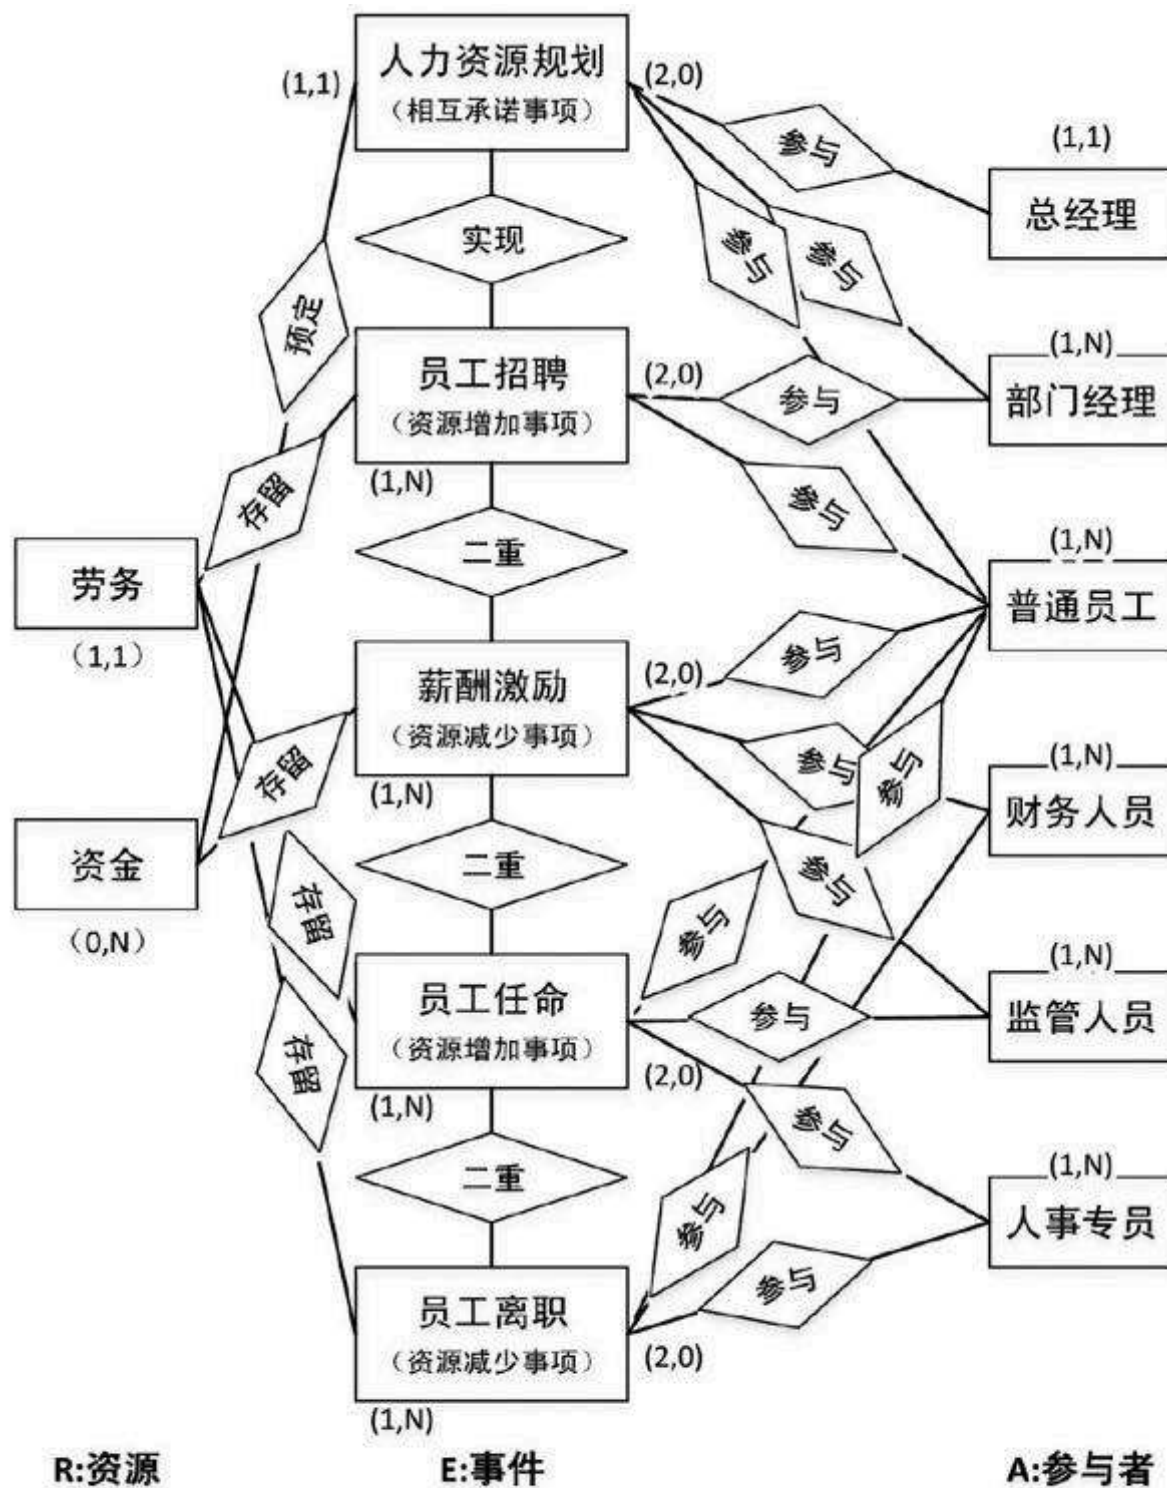 人力资源规划
（相互承诺事项）
(1,1)
(2,0)
参与
(1,1)
总经理
实现
参与
参与
预定
员工招聘
（资源增加事项）
(2,0)
(1,N)
参与
(1,N)
部门经理
存留
参与
二重
劳务
（1,1）
(1,N)
普通员工
薪酬激励
（资源减少事项）
(2,0)
(1,N)
参与
参与
参与
存留
(1,N)
财务人员
资金
（0,N）
二重
参与
参与
存留
员工任命
（资源增加事项）
(2,0)
(1,N)
参与
(1,N)
监管人员
存留
参与
二重
(1,N)
人事专员
参与
参与
员工离职
（资源减少事项）
(2,0)
(1,N)
R:资源
E:事件
A:参与者